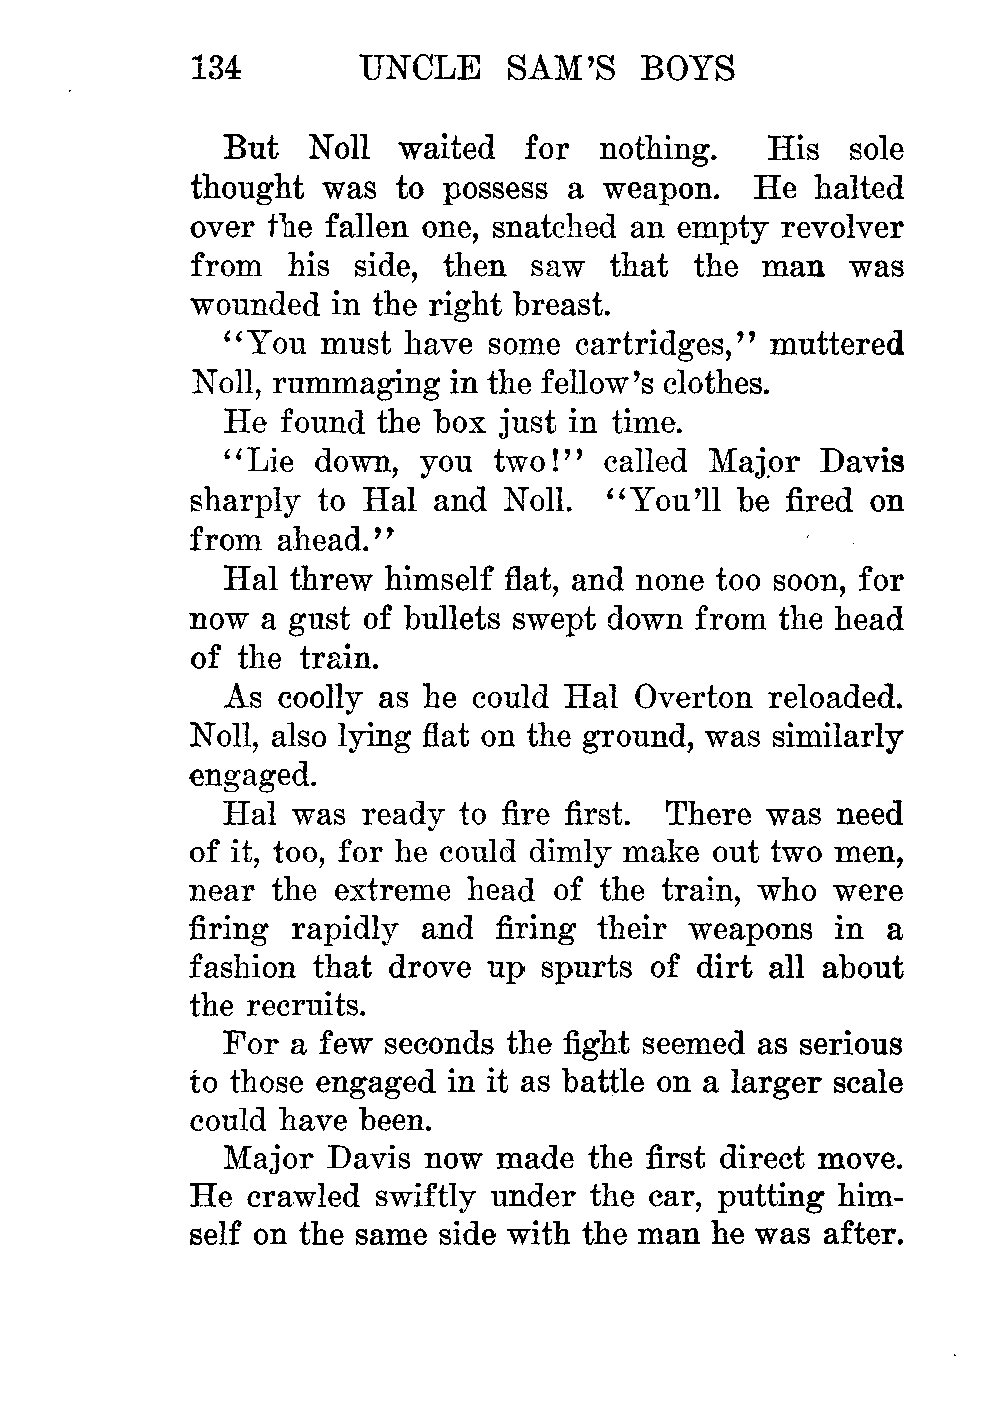 134 UNCLE SAM'S BOYS
But Noll waited for nothing. His sole
thought was to possess a weapon. He halted
over the fallen one, snatched an empty revolver
from his side, then saw that the man was
wounded in the right breast.
"You must have some cartridges," muttered
Noll, rummaging in the fellow's clothes.
He found the box just in time.
"Lie down, you two!" called Major Davis
sharply to Hal and Noll. "You'll be fired on
from ahead."
Hal threw himself flat, and none too soon, for
now a gust of bullets swept down from the head
of the train.
As coolly as he could Hal Overton reloaded.
Noll, also lying flat on the ground, was similarly
engaged.
Hal was ready to fire first. There was need
of it, too, for he could dimly make out two men,
near the extreme head of the train, who were
firing rapidly and firing their weapons in a
fashion that drove up spurts of dirt all about
the recruits.
For a few seconds the fight seemed as serious
to those engaged in it as battle on a larger scale
could have been.
Major Davis now made the first direct move.
He crawled swiftly under the car, putting him-
self on the same side with the man he was after.